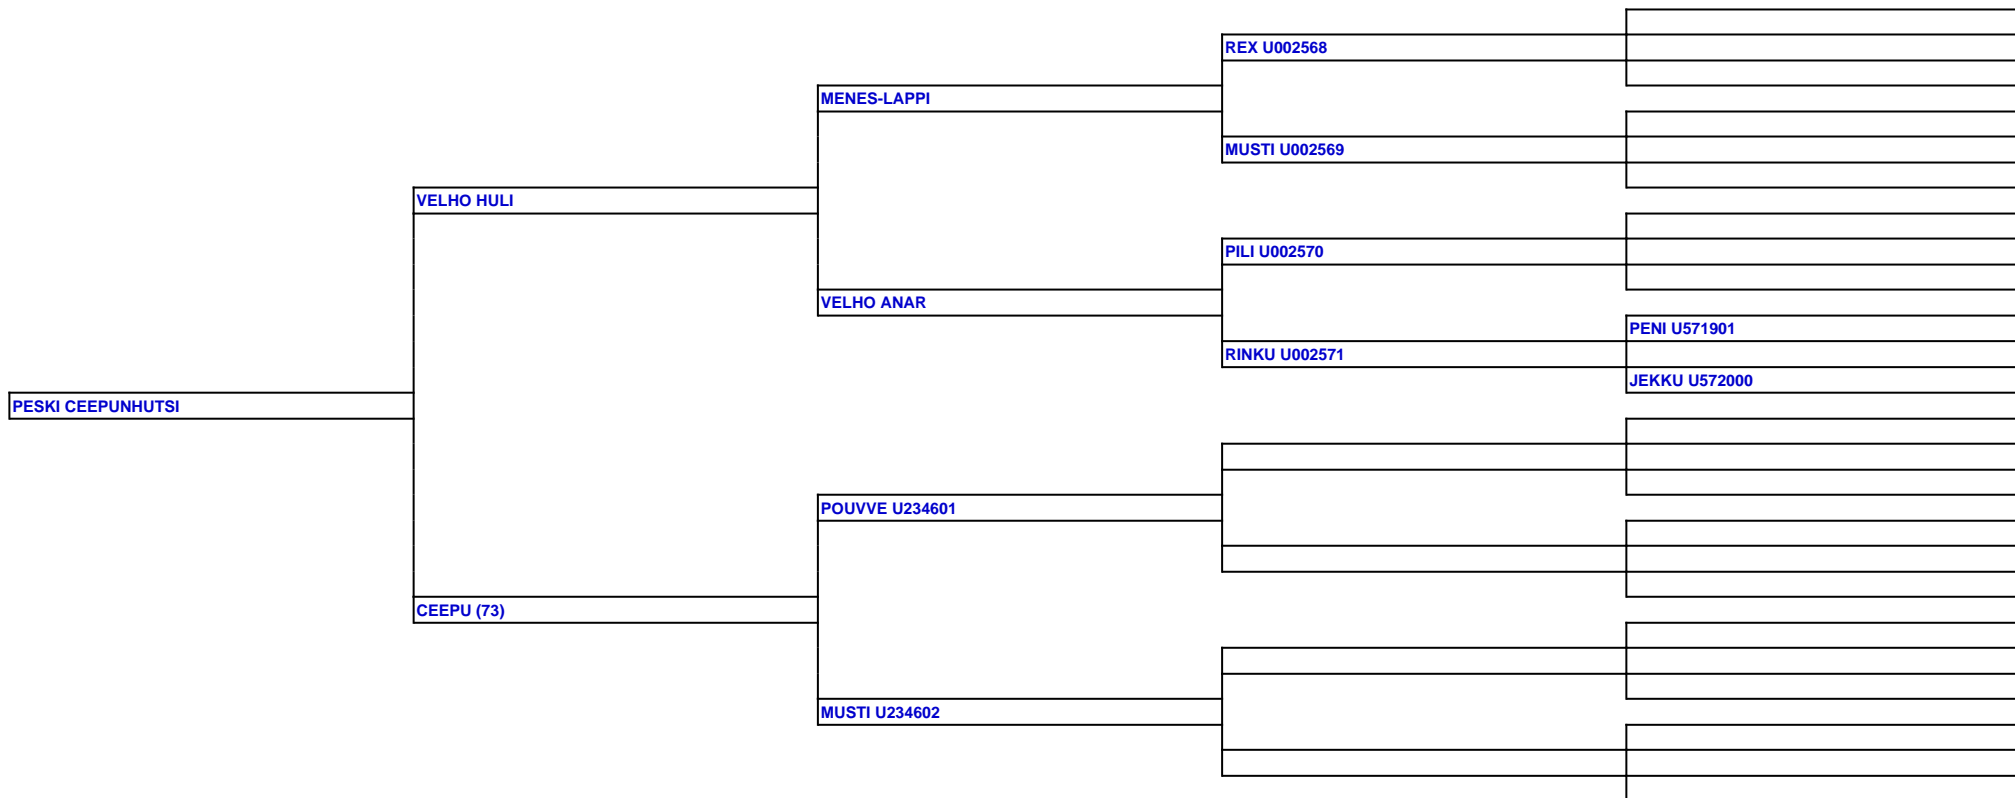 REX U002568
MENES-LAPPI
MUSTI U002569
VELHO HULI
PILI U002570
VELHO ANAR
PENI U571901
RINKU U002571
JEKKU U572000
PESKI CEEPUNHUTSI
POUVVE U234601
CEEPU (73)
MUSTI U234602